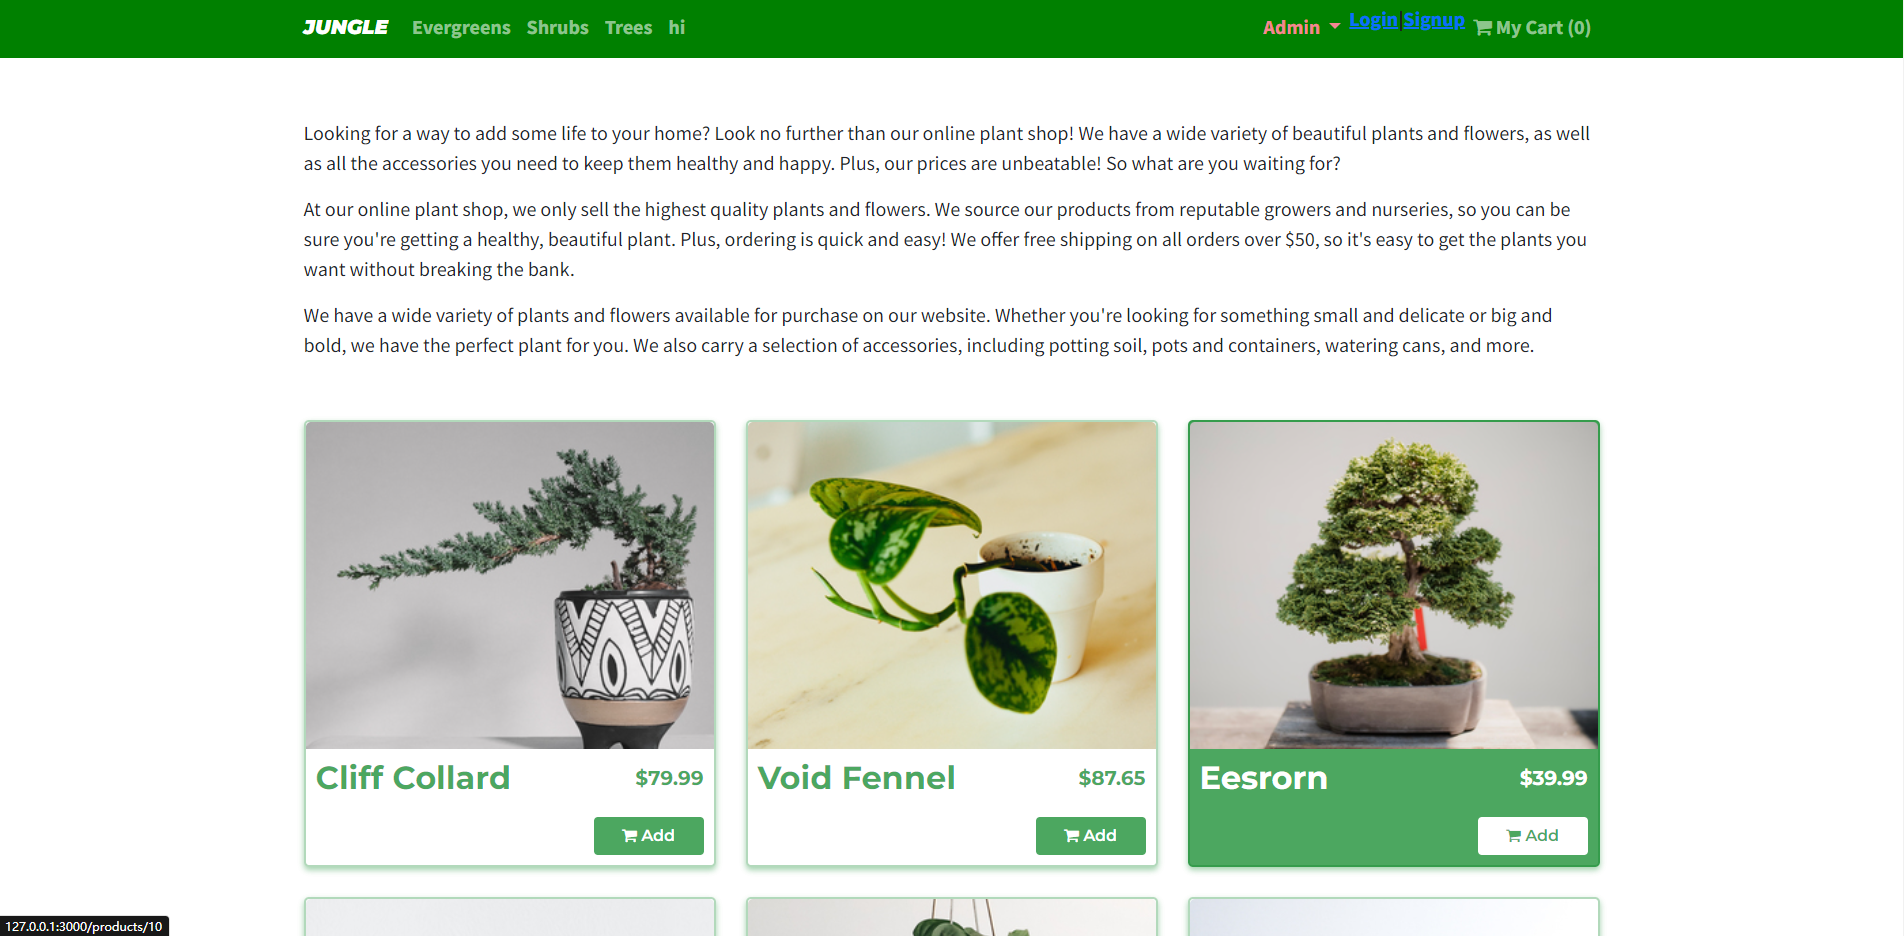 JUNGLE Evergreens Shrubs Trees hi Admin Login|Signup My Cart (0)
Looking for a way to add some life to your home? Look no further than our online plant shop! We have a wide variety of beautiful plants and flowers, as well
as all the accessories you need to keep them healthy and happy. Plus, our prices are unbeatable! So what are you waiting for?
At our online plant shop, we only sell the highest quality plants and flowers. We source our products from reputable growers and nurseries, so you can be
sure you're getting a healthy, beautiful plant. Plus, ordering is quick and easy! We offer free shipping on all orders over $50, so it's easy to get the plants you
want without breaking the bank.
We have a wide variety of plants and flowers available for purchase on our website. Whether you're looking for something small and delicate or big and
bold, we have the perfect plant for you. We also carry a selection of accessories, including potting soil, pots and containers, watering cans, and more.
Cliff Collard $79.99
Add
Void Fennel $87.65
Add
Eesrorn $39.99
Add
127.0.0.1:3000/products/10